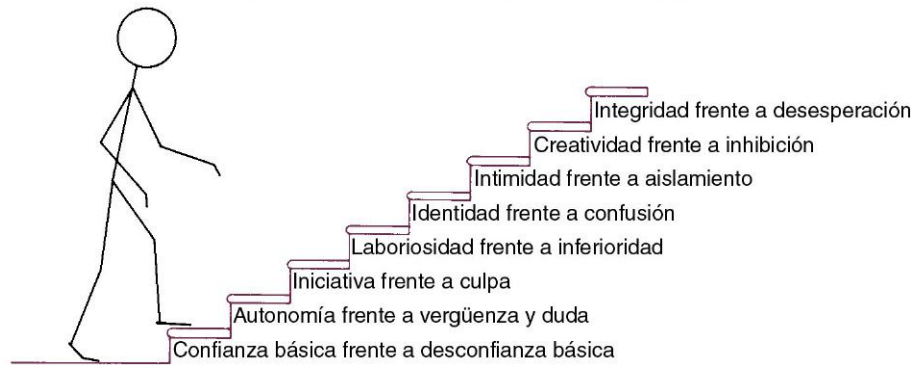 Integridad frente a desesperación
Creatividad frente a inhibición
Intimidad frente a aislamiento
Identidad frente a confusión
Laboriosidad frente a inferioridad
Iniciativa frente a culpa
Autonomía frente a vergüenza y duda
Confianza básica frente a desconfianza básica